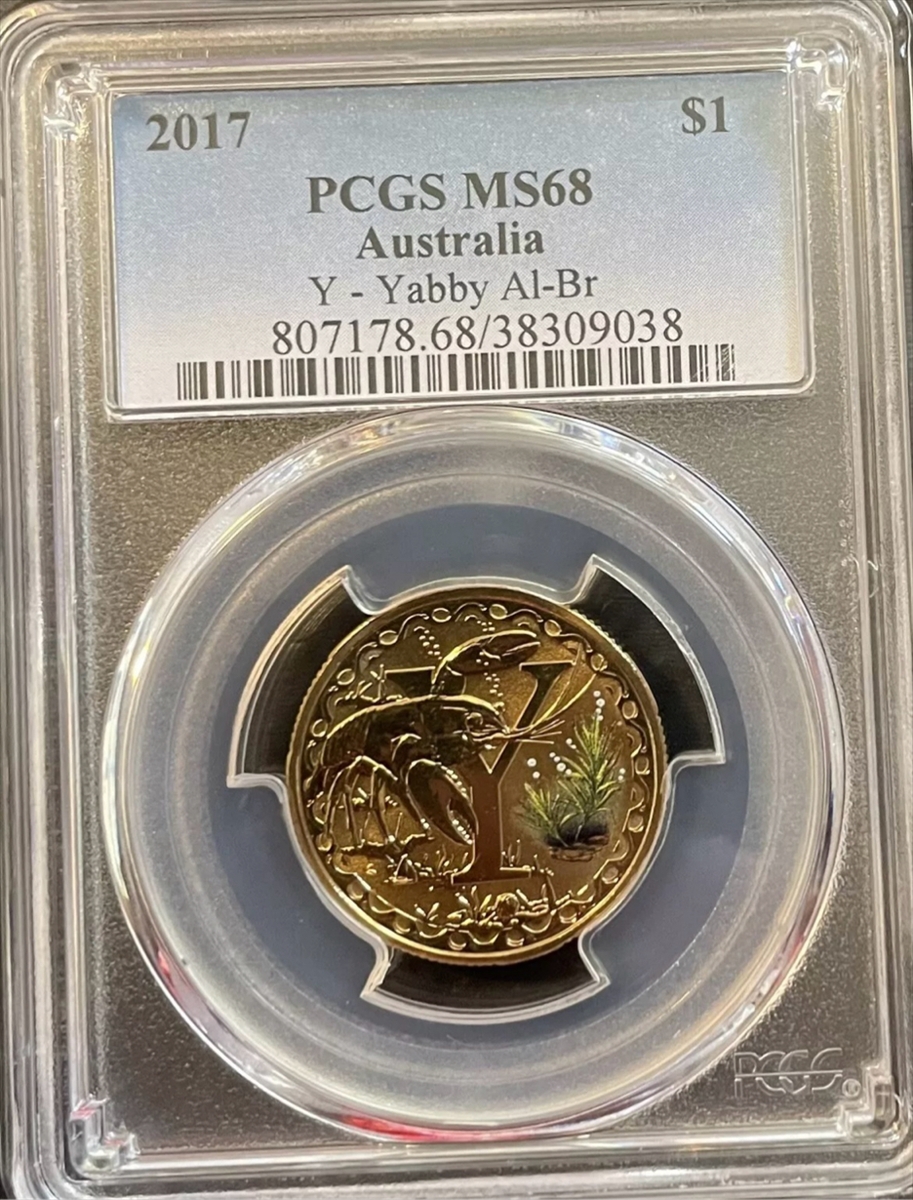 2017 $1
PCGS MS68
Australia
Y - Yabby Al-Br
807178.68/38309038
Y
PCGS